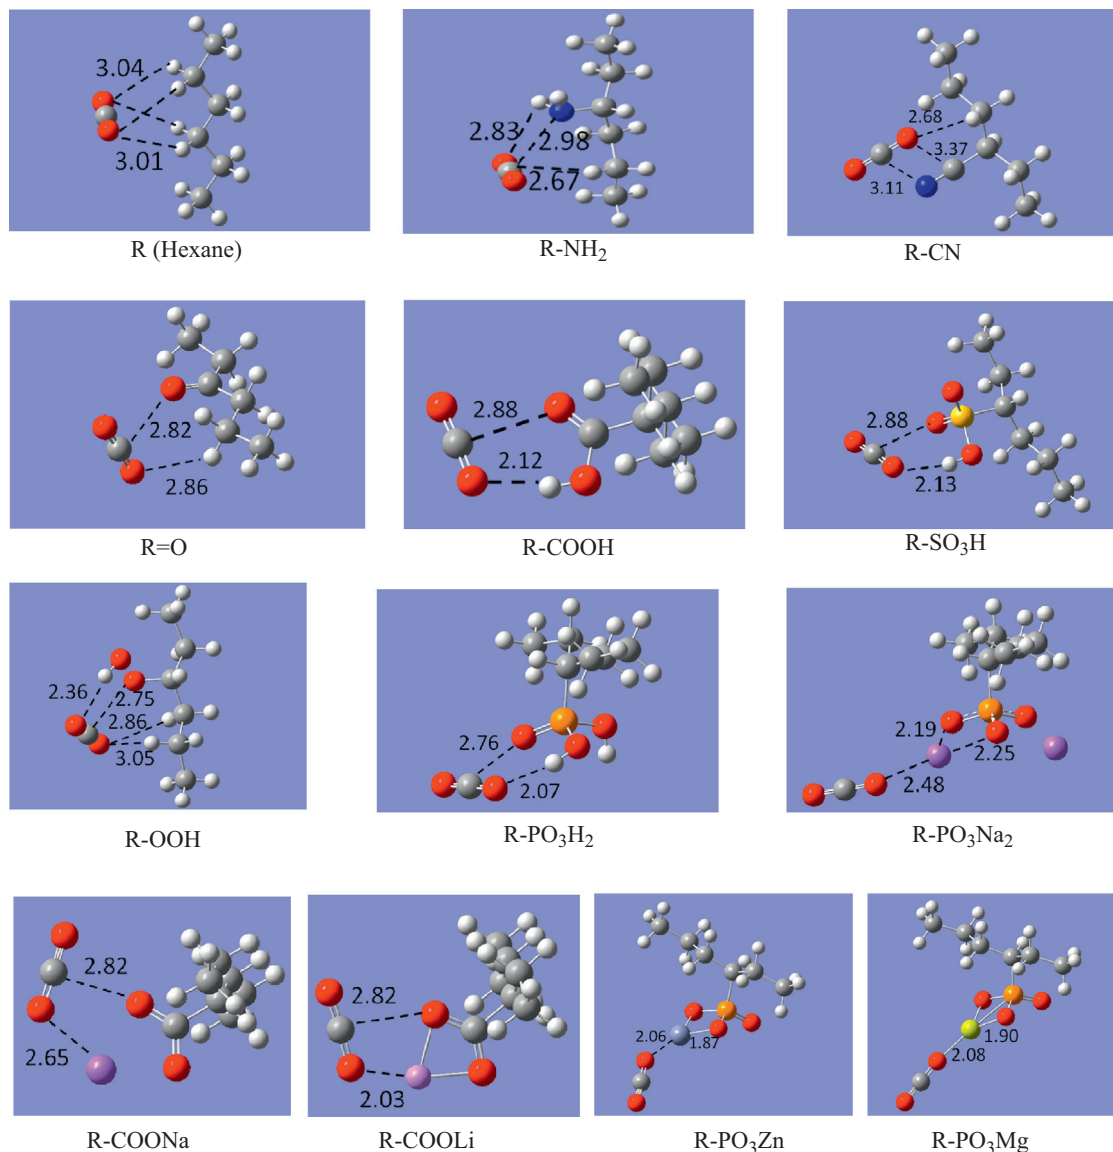 3.04
3.01
R (Hexane)
2.83
2.98
2.67
R-NH₂
2.68
3.37
3.11
R-CN
2.82
2.86
R=O
2.88
2.12
R-COOH
2.88
2.13
R-SO₃H
2.36
2.75
2.86
3.05
R-OOH
2.76
2.07
R-PO₃H₂
2.19
2.25
2.48
R-PO₃Na₂
2.82
2.65
R-COONa
2.82
2.03
R-COOLi
2.06
1.87
R-PO₃Zn
1.90
2.08
R-PO₃Mg